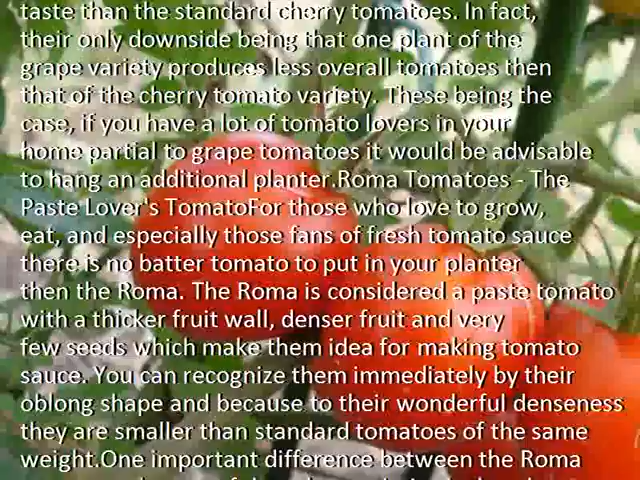 taste than the standard cherry tomatoes. In fact,
their only downside being that one plant of the
grape variety produces less overall tomatoes then
that of the cherry tomato variety. These being the
case, if you have a lot of tomato lovers in your
home partial to grape tomatoes it would be advisable
to hang an additional planter.Roma Tomatoes - The
Paste Lover's TomatoFor those who love to grow,
eat, and especially those fans of fresh tomato sauce
there is no batter tomato to put in your planter
then the Roma. The Roma is considered a paste tomato
with a thicker fruit wall, denser fruit and very
few seeds which make them idea for making tomato
sauce. You can recognize them immediately by their
oblong shape and because to their wonderful denseness
they are smaller than standard tomatoes of the same
weight.One important difference between the Roma